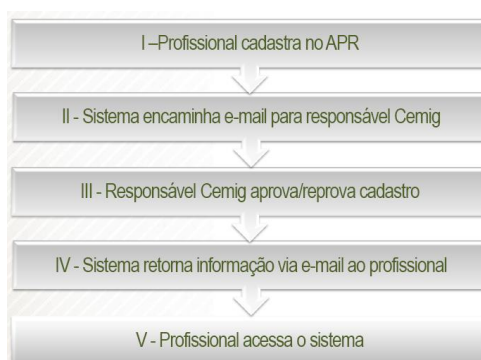 I –Profissional cadastra no APR
II - Sistema encaminha e-mail para responsável Cemig
III - Responsável Cemig aprova/reprova cadastro
IV - Sistema retorna informação via e-mail ao profissional
V - Profissional acessa o sistema